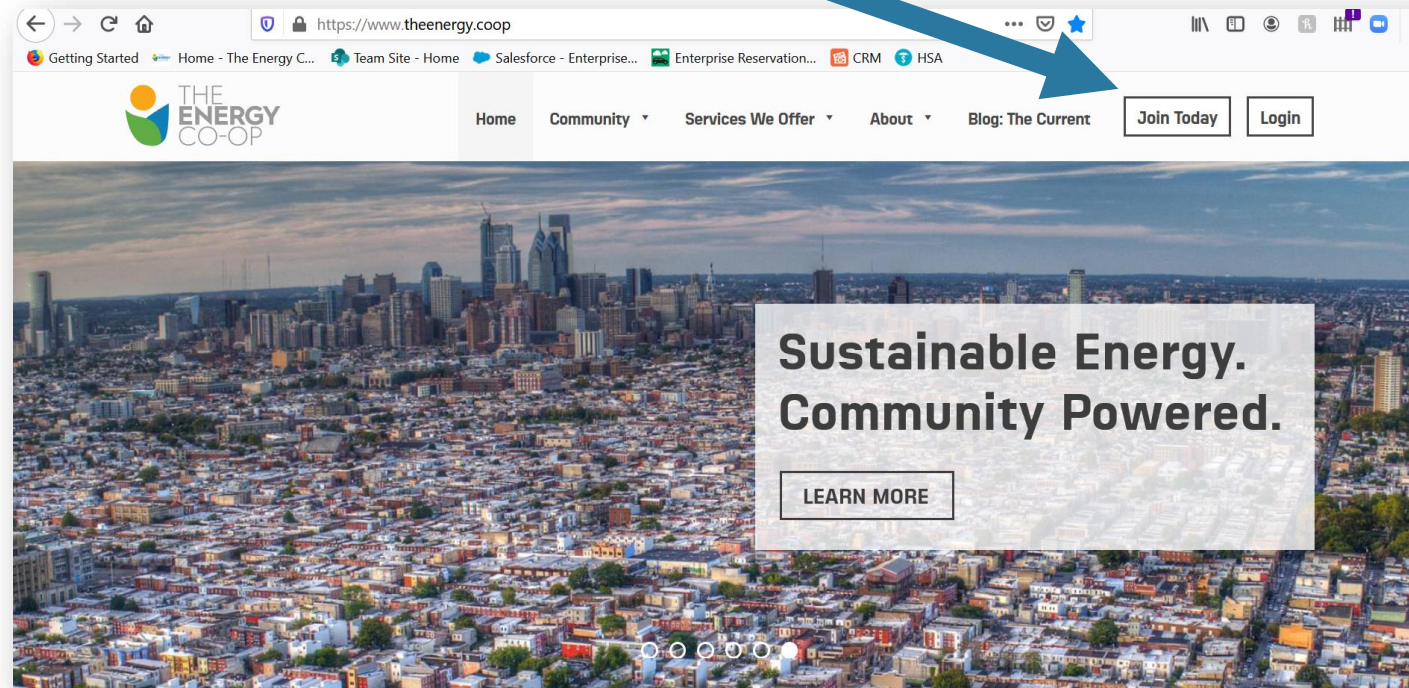 https://www.theenergy.coop
Getting Started Home - The Energy C... Team Site - Home Salesforce - Enterprise... Enterprise Reservation... CRM HSA
THE
ENERGY
CO-OP
Home Community Services We Offer About Blog: The Current Join Today Login
Sustainable Energy.
Community Powered.
LEARN MORE